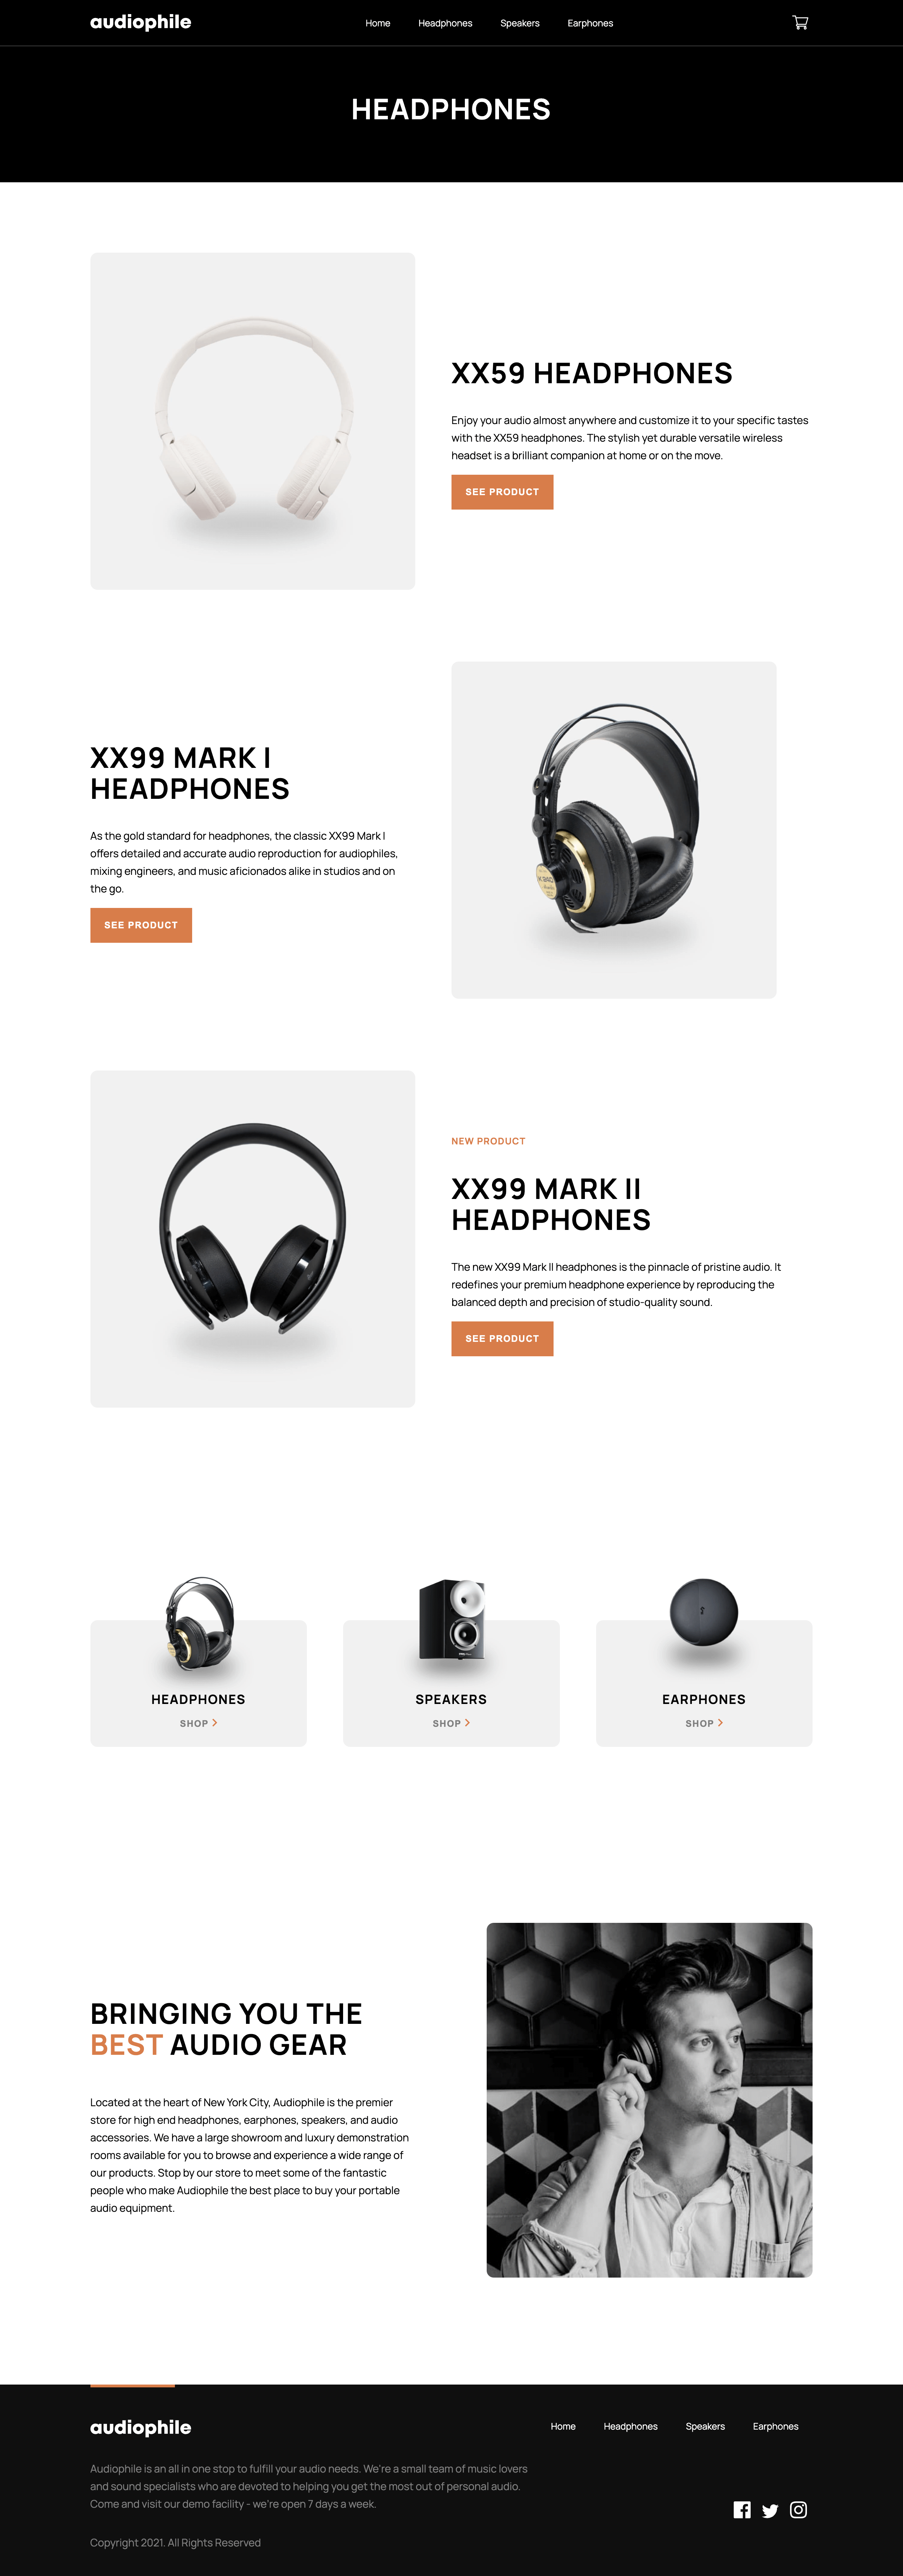 audiophile
Home Headphones Speakers Earphones
HEADPHONES
XX59 HEADPHONES
Enjoy your audio almost anywhere and customize it to your specific tastes
with the XX59 headphones. The stylish yet durable versatile wireless
headset is a brilliant companion at home or on the move.
SEE PRODUCT
XX99 MARK I
HEADPHONES
As the gold standard for headphones, the classic XX99 Mark I
offers detailed and accurate audio reproduction for audiophiles,
mixing engineers, and music aficionados alike in studios and on
the go.
SEE PRODUCT
NEW PRODUCT
XX99 MARK II
HEADPHONES
The new XX99 Mark II headphones is the pinnacle of pristine audio. It
redefines your premium headphone experience by reproducing the
balanced depth and precision of studio-quality sound.
SEE PRODUCT
HEADPHONES
SHOP
SPEAKERS
SHOP
EARPHONES
SHOP
BRINGING YOU THE
BEST AUDIO GEAR
Located at the heart of New York City, Audiophile is the premier
store for high end headphones, earphones, speakers, and audio
accessories. We have a large showroom and luxury demonstration
rooms available for you to browse and experience a wide range of
our products. Stop by our store to meet some of the fantastic
people who make Audiophile the best place to buy your portable
audio equipment.
audiophile
Home Headphones Speakers Earphones
Audiophile is an all in one stop to fulfill your audio needs. We're a small team of music lovers
and sound specialists who are devoted to helping you get the most out of personal audio.
Come and visit our demo facility - we're open 7 days a week.
Copyright 2021. All Rights Reserved